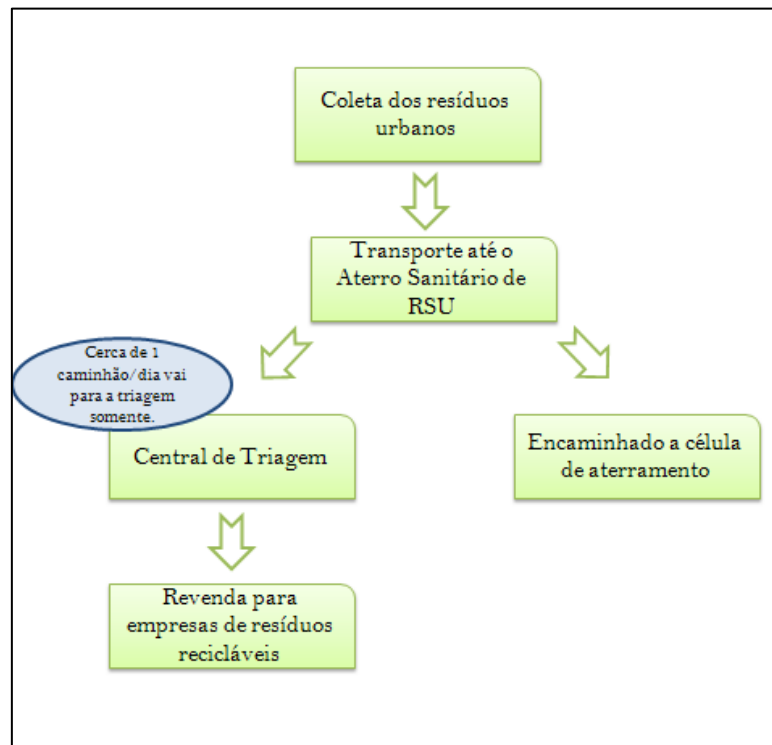 Coleta dos resíduos
urbanos
Transporte até o
Aterro Sanitário de
RSU
Cerca de 1
caminhão/dia vai
para a triagem
somente.
Central de Triagem
Encaminhado a célula
de aterramento
Revenda para
empresas de resíduos
recicláveis